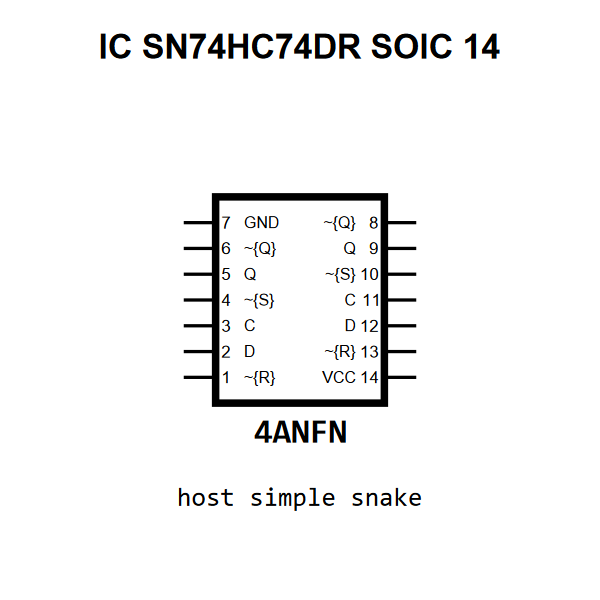 IC SN74HC74DR SOIC 14
7 GND ~{Q} 8
6 ~{Q} Q 9
5 Q ~{S} 10
4 ~{S} C 11
3 C D 12
2 D ~{R} 13
1 ~{R} VCC 14
4ANFN
host simple snake